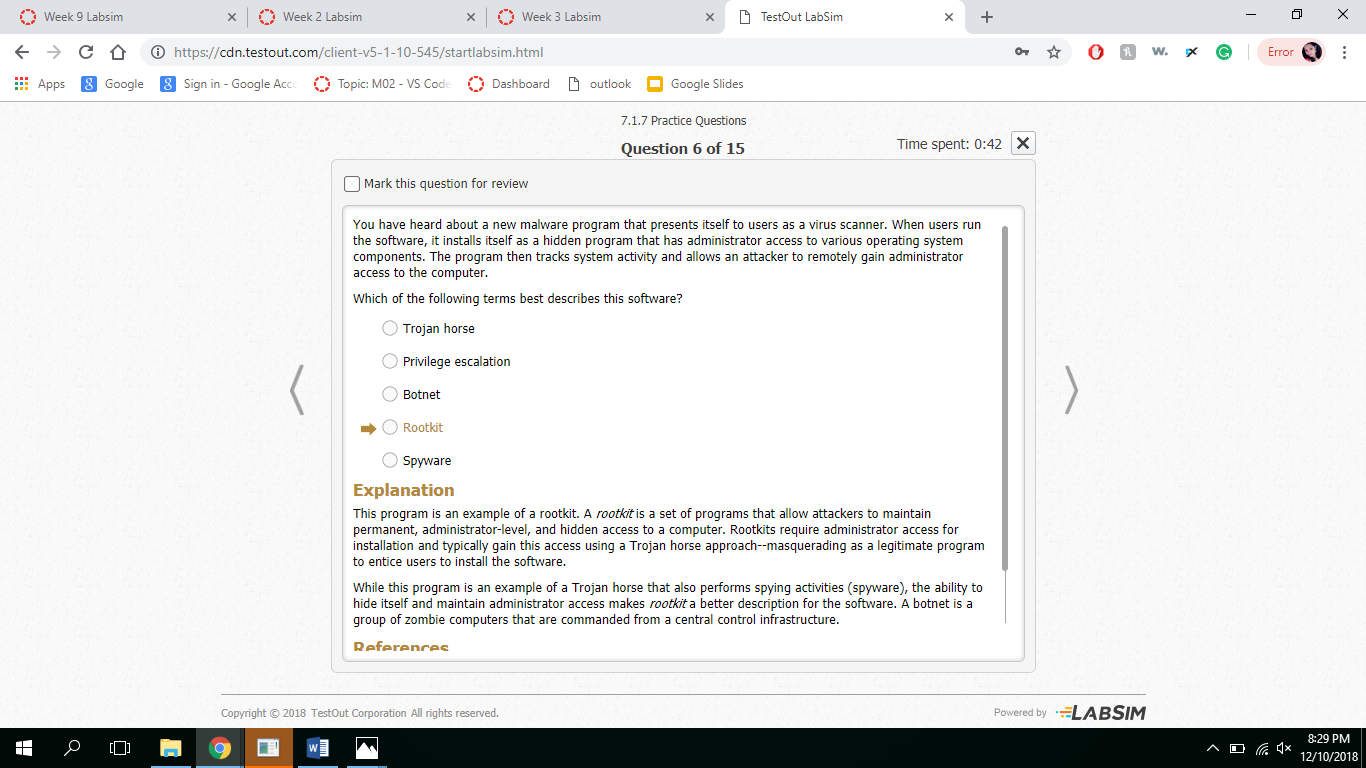 Week 9 Labsim
Week 2 Labsim
Week 3 Labsim
TestOut LabSim
https://cdn.testout.com/client-v5-1-10-545/startlabsim.html
Error
Apps
Google
Sign in - Google Acc
Topic: M02 - VS Code
Dashboard
outlook
Google Slides
7.1.7 Practice Questions
Question 6 of 15
Time spent: 0:42
Mark this question for review
You have heard about a new malware program that presents itself to users as a virus scanner. When users run
the software, it installs itself as a hidden program that has administrator access to various operating system
components. The program then tracks system activity and allows an attacker to remotely gain administrator
access to the computer.
Which of the following terms best describes this software?
Trojan horse
Privilege escalation
Botnet
Rootkit
Spyware
Explanation
This program is an example of a rootkit. A rootkit is a set of programs that allow attackers to maintain
permanent, administrator-level, and hidden access to a computer. Rootkits require administrator access for
installation and typically gain this access using a Trojan horse approach--masquerading as a legitimate program
to entice users to install the software.
While this program is an example of a Trojan horse that also performs spying activities (spyware), the ability to
hide itself and maintain administrator access makes rootkit a better description for the software. A botnet is a
group of zombie computers that are commanded from a central control infrastructure.
References
Copyright © 2018 TestOut Corporation All rights reserved.
Powered by LABSIM
8:29 PM
12/10/2018